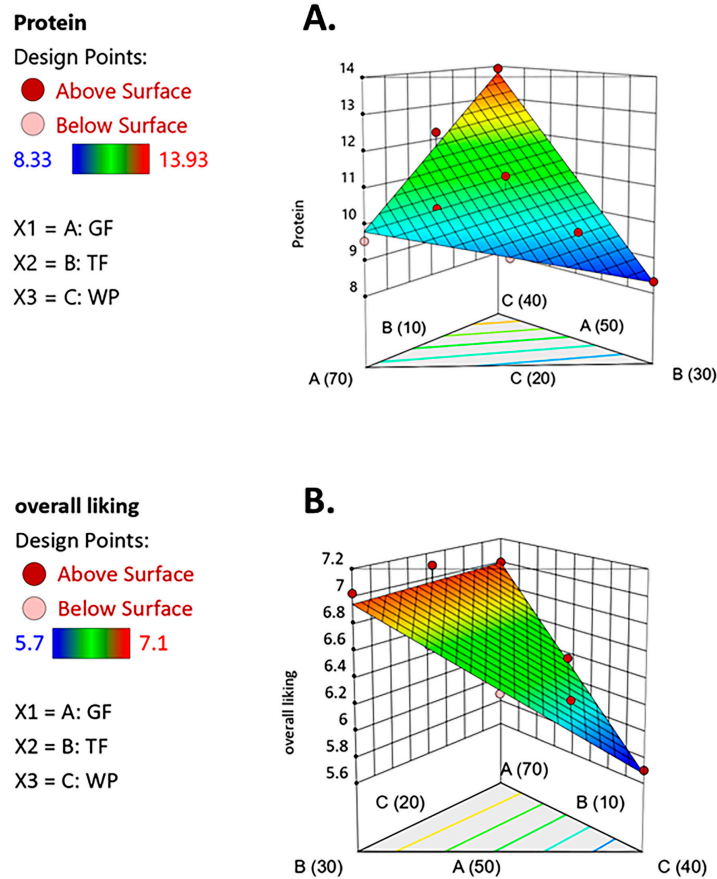 Protein
A.
Design Points:
Above Surface
Below Surface
8.33 13.93
X1 = A: GF
X2 = B: TF
X3 = C: WP
14
13
12
11
10
9
8
Protein
C (40)
B (10)
A (50)
A (70)
C (20)
B (30)
overall liking
B.
Design Points:
Above Surface
Below Surface
5.7 7.1
X1 = A: GF
X2 = B: TF
X3 = C: WP
7.2
7
6.8
6.6
6.4
6.2
6
5.8
5.6
overall liking
A (70)
C (20)
B (10)
B (30)
A (50)
C (40)